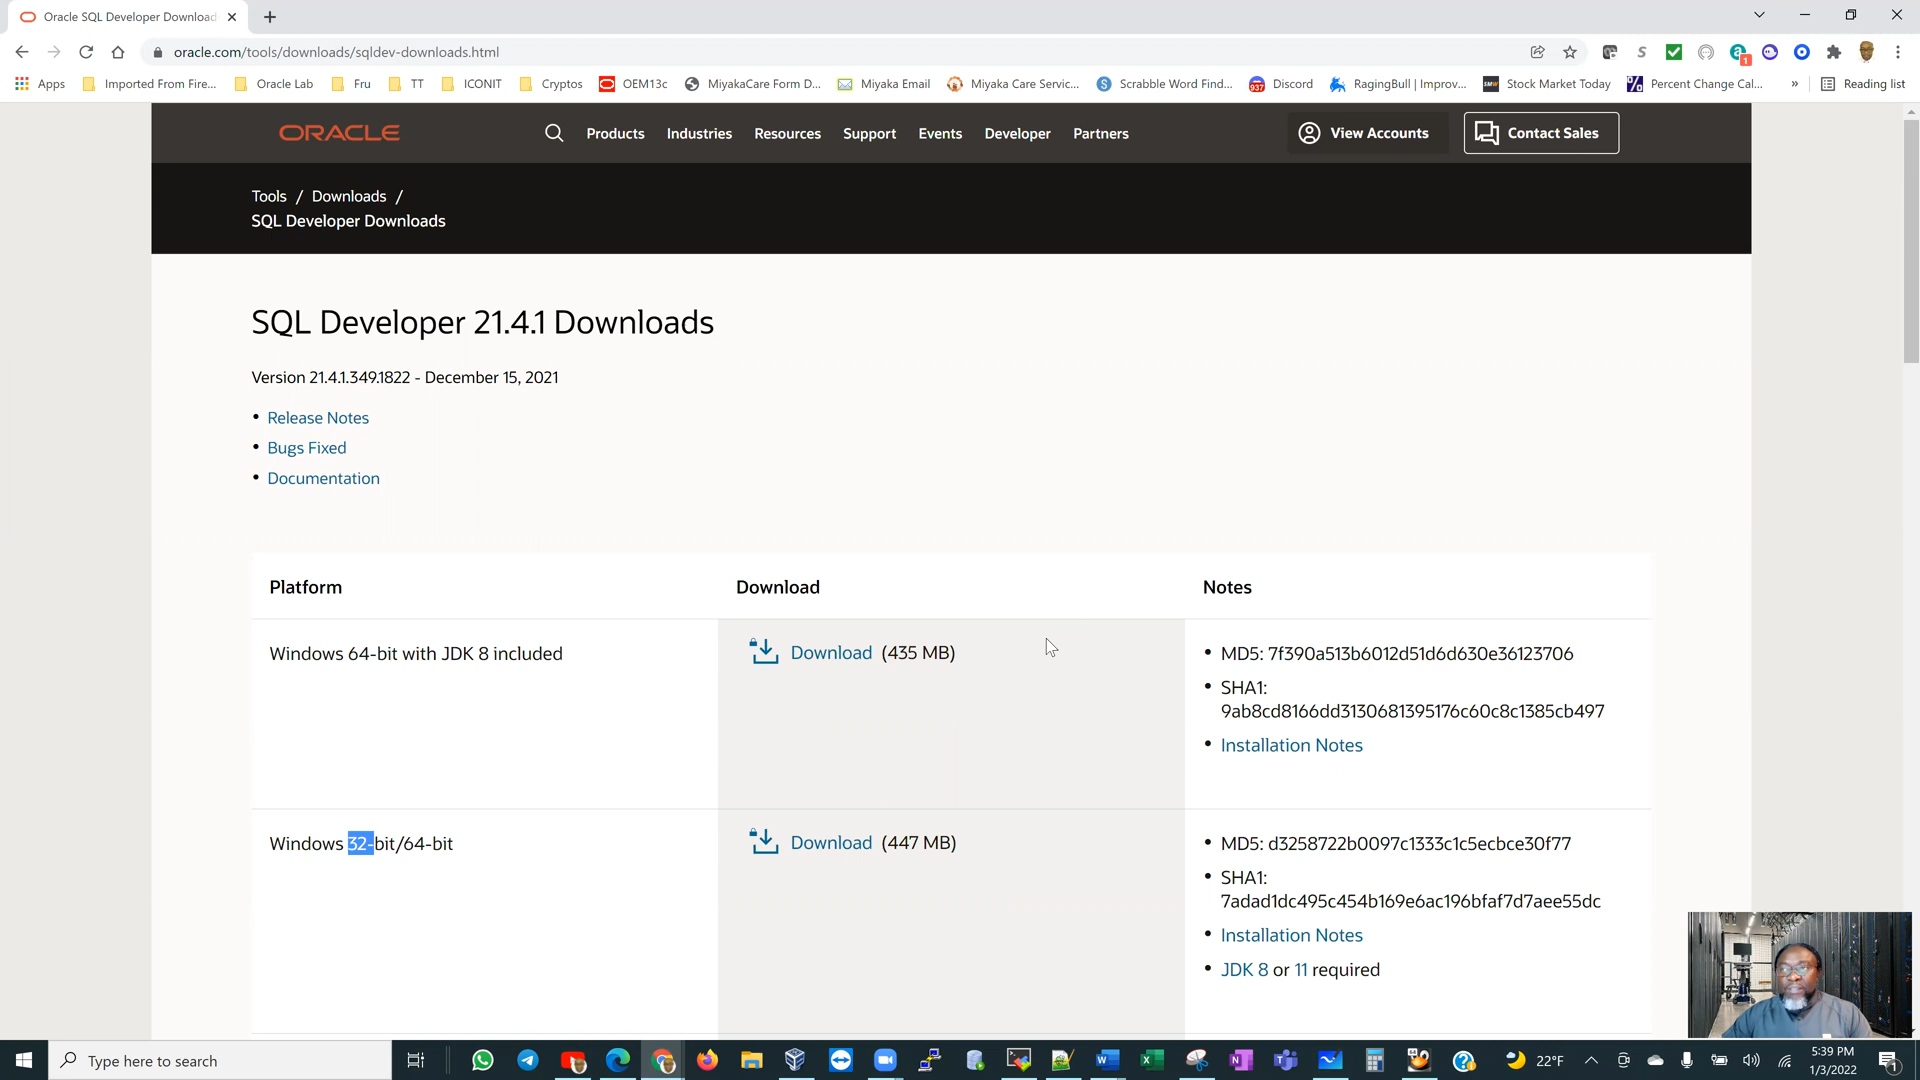 Oracle SQL Developer Download
oracle.com/tools/downloads/sqldev-downloads.html
Apps Imported From Fire... Oracle Lab Fru TT ICONIT Cryptos OEM13c MiyakaCare Form D... Miyaka Email Miyaka Care Servic... Scrabble Word Find... 937 Discord RagingBull | Improv... SMW Stock Market Today Percent Change Cal... » Reading list
ORACLE Products Industries Resources Support Events Developer Partners View Accounts Contact Sales
Tools / Downloads /
SQL Developer Downloads
SQL Developer 21.4.1 Downloads
Version 21.4.1.349.1822 - December 15, 2021
• Release Notes
• Bugs Fixed
• Documentation
Platform Download Notes
Windows 64-bit with JDK 8 included Download (435 MB) • MD5: 7f390a513b6012d51d6d630e36123706
• SHA1:
9ab8cd8166dd3130681395176c60c8c1385cb497
• Installation Notes
Windows 32-bit/64-bit Download (447 MB) • MD5: d3258722b0097c1333c1c5ecbce30f77
• SHA1:
7adad1dc495c454b169e6ac196bfaf7d7aee55dc
• Installation Notes
• JDK 8 or 11 required
Type here to search 22°F 5:39 PM
1/3/2022